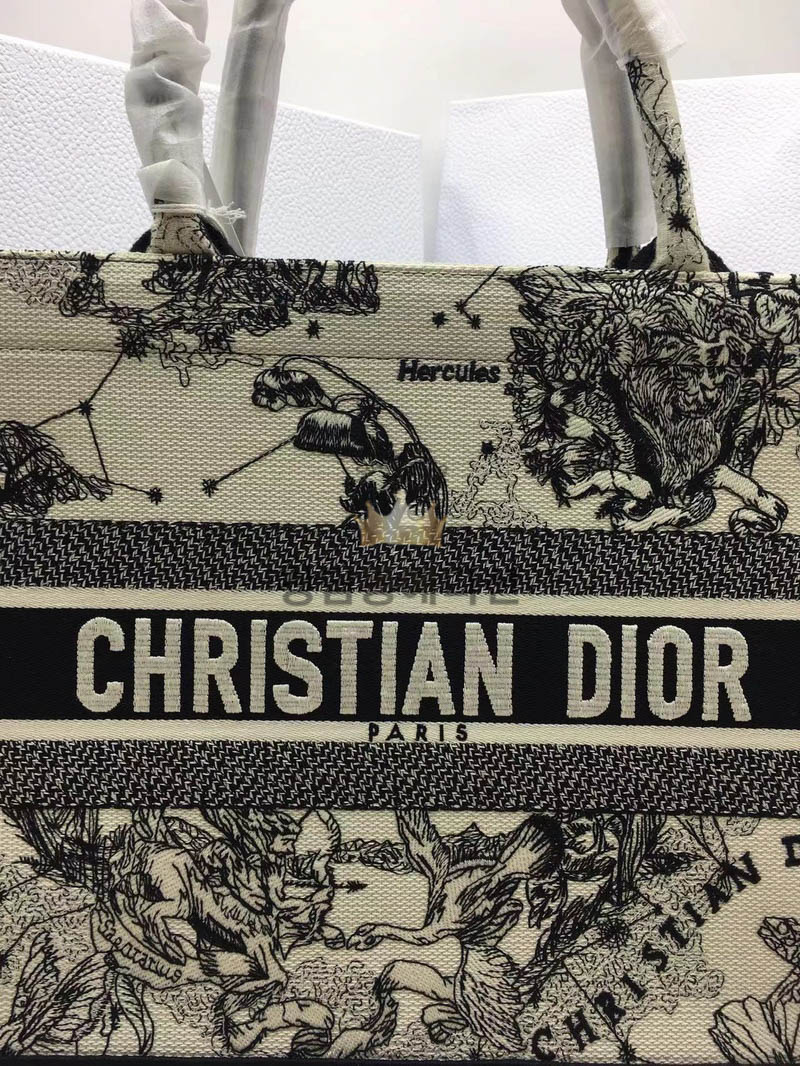 Hercules
CHRISTIAN DIOR
PARIS
CHRISTIAN D